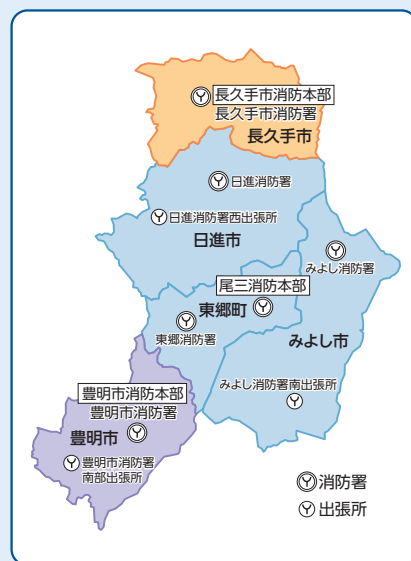 長久手市消防本部
長久手市消防署
長久手市
日進消防署
日進消防署西出張所
日進市
みよし消防署
尾三消防本部
東郷町
東郷消防署
みよし市
みよし消防署南出張所
豊明市消防本部
豊明市消防署
豊明市
豊明市消防署
南部出張所
消防署
出張所